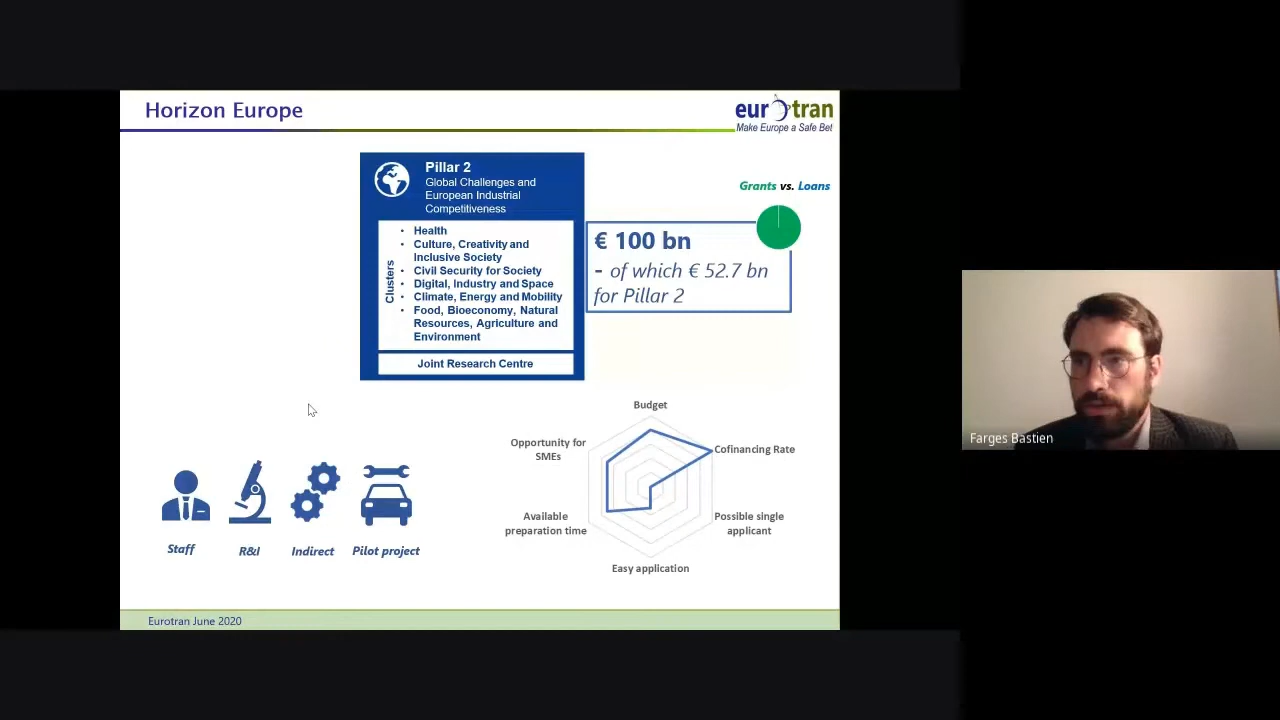 Horizon Europe
eurotran
Make Europe a Safe Bet
Pillar 2
Global Challenges and
European Industrial
Competitiveness
Clusters
• Health
• Culture, Creativity and
Inclusive Society
• Civil Security for Society
• Digital, Industry and Space
• Climate, Energy and Mobility
• Food, Bioeconomy, Natural
Resources, Agriculture and
Environment
Joint Research Centre
Grants vs. Loans
€ 100 bn
- of which € 52.7 bn
for Pillar 2
Budget
Opportunity for
SMEs
Cofinancing Rate
Available
preparation time
Possible single
applicant
Easy application
Staff
R&I
Indirect
Pilot project
Eurotran June 2020
Farges Bastien